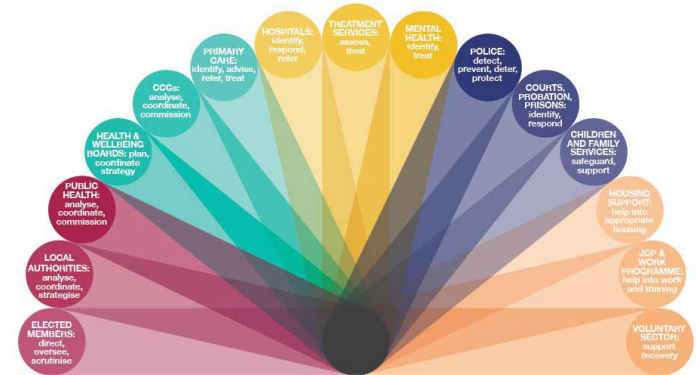 ELECTED
MEMBERS:
direct,
oversee,
scrutinise
LOCAL
AUTHORITIES:
analyse,
coordinate,
strategise
PUBLIC
HEALTH:
analyse,
coordinate,
commission
HEALTH &
WELLBEING
BOARDS: plan,
coordinate
strategy
CCGs:
analyse,
coordinate,
commission
PRIMARY
CARE:
identify, advise,
refer, treat
HOSPITALS:
identify,
respond,
refer
TREATMENT
SERVICES:
assess,
treat
MENTAL
HEALTH:
identify,
treat
POLICE:
detect,
prevent, deter,
protect
COURTS,
PROBATION,
PRISONS:
identify,
respond
CHILDREN
AND FAMILY
SERVICES:
safeguard,
support
HOUSING
SUPPORT:
help into
appropriate
housing
JCP &
WORK
PROGRAMME:
help into work
and training
VOLUNTARY
SECTOR:
support
recovery